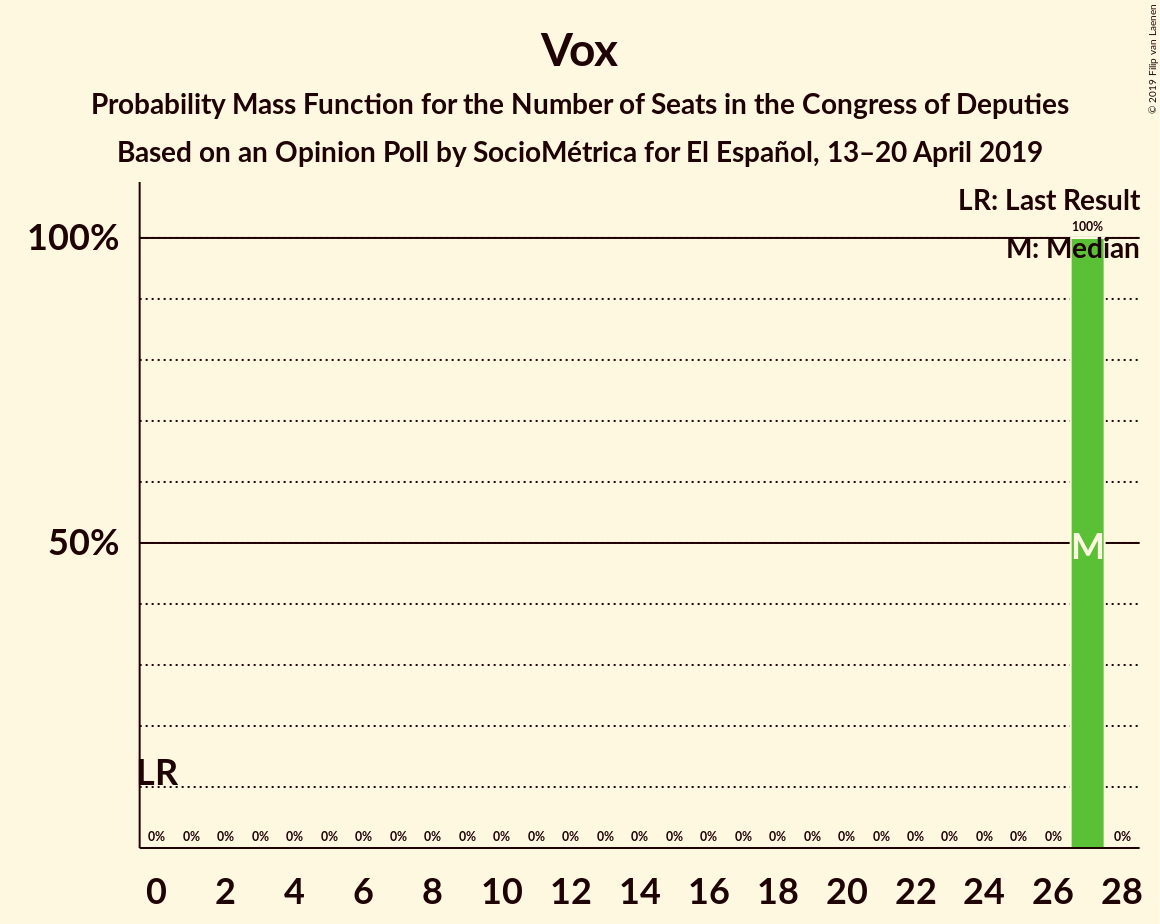 Vox
Probability Mass Function for the Number of Seats in the Congress of Deputies
Based on an Opinion Poll by SocioMétrica for El Español, 13–20 April 2019
© 2019 Filip van Laenen
LR: Last Result
100%
100%
M: Median
50%
M
LR
0% 0% 0% 0% 0% 0% 0% 0% 0% 0% 0% 0% 0% 0% 0% 0% 0% 0% 0% 0% 0% 0% 0% 0% 0% 0% 0% 0%
0 2 4 6 8 10 12 14 16 18 20 22 24 26 28